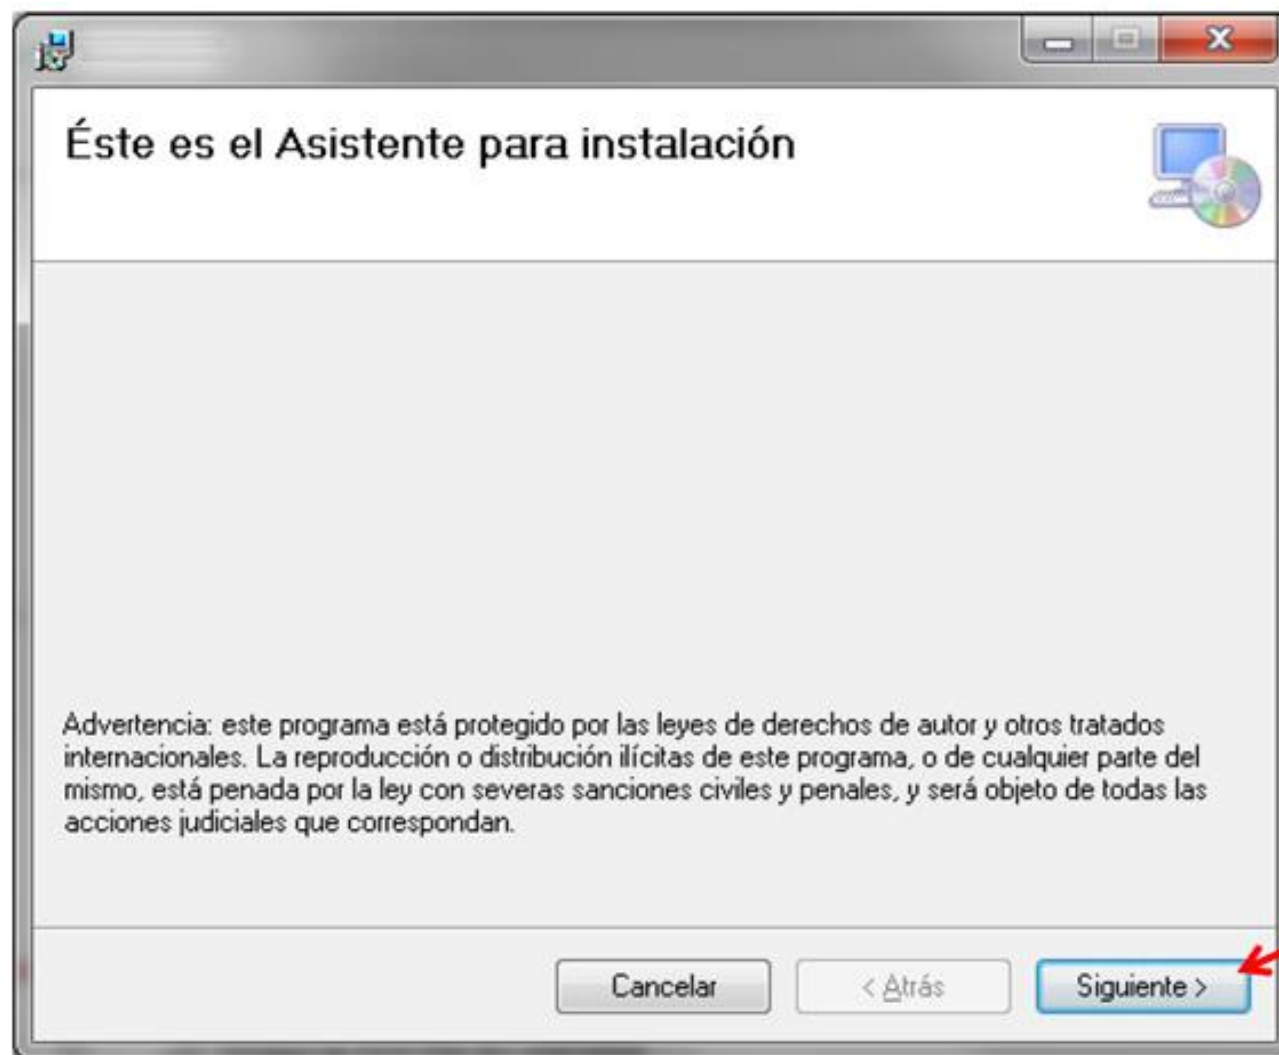 Éste es el Asistente para instalación
Advertencia: este programa está protegido por las leyes de derechos de autor y otros tratados
internacionales. La reproducción o distribución ilícitas de este programa, o de cualquier parte del
mismo, está penada por la ley con severas sanciones civiles y penales, y será objeto de todas las
acciones judiciales que correspondan.
Cancelar
< Atrás
Siguiente >